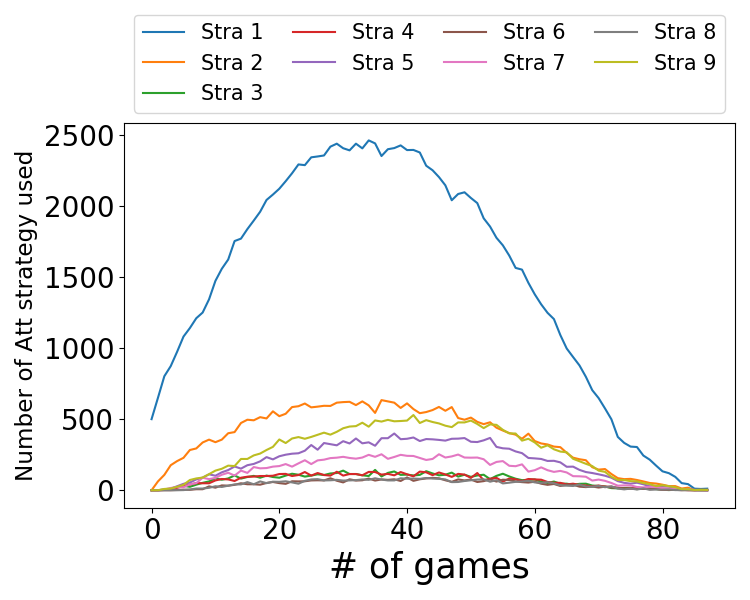 Stra 1 Stra 4 Stra 6 Stra 8
Stra 2 Stra 5 Stra 7 Stra 9
Stra 3
2500
2000
1500
1000
500
0
Number of Att strategy used
0 20 40 60 80
# of games